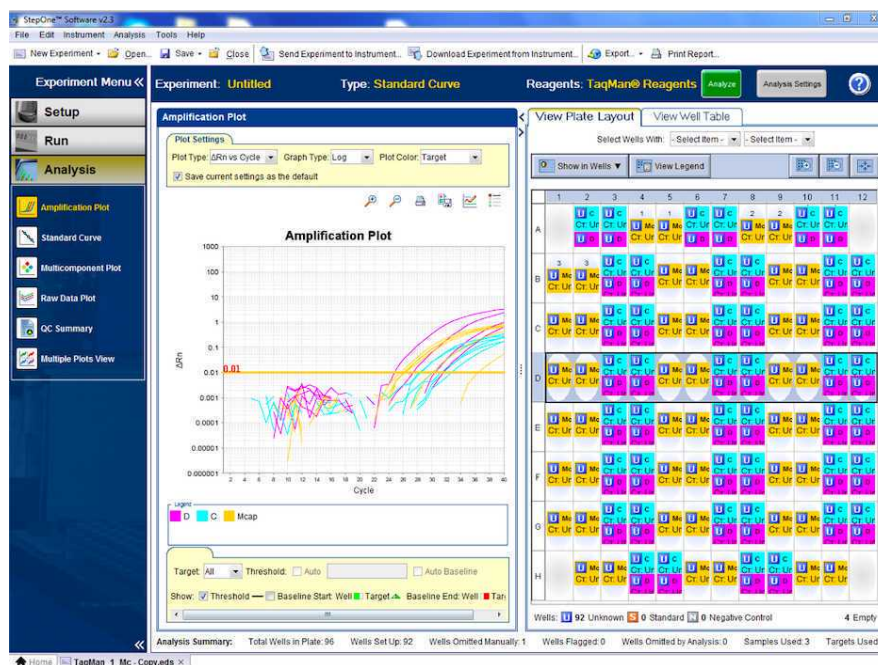 StepOne™ Software v2.3
File Edit Instrument Analysis Tools Help
New Experiment Open... Save Close Send Experiment to Instrument... Download Experiment from Instrument... Export... Print Report...
Experiment Menu «
Experiment: Untitled Type: Standard Curve Reagents: TaqMan® Reagents Analyze Analysis Settings ?
Setup
Run
Analysis
Amplification Plot
Standard Curve
Multicomponent Plot
Raw Data Plot
QC Summary
Multiple Plots View
Amplification Plot
Plot Settings
Plot Type: ΔRn vs Cycle Graph Type: Log Plot Color: Target
Save current settings as the default
Amplification Plot
1000
100
10
1
0.1
0.01
0.001
0.0001
0.00001
0.000001
0.01
ΔRn
2 4 6 8 10 12 14 16 18 20 22 24 26 28 30 32 34 36 38 40
Cycle
Legend
D C Mcap
Target: All Threshold: Auto Auto Baseline
Show: Threshold Baseline Start: Well Target Baseline End: Well Tar
View Plate Layout View Well Table
Select Wells With: - Select Item - - Select Item -
Show in Wells View Legend
1 2 3 4 5 6 7 8 9 10 11 12
A
B
C
D
E
F
G
H
Wells: U 92 Unknown S 0 Standard N 0 Negative Control 4 Empty
Analysis Summary: Total Wells in Plate: 96 Wells Set Up: 92 Wells Omitted Manually: 1 Wells Flagged: 0 Wells Omitted by Analysis: 0 Samples Used: 3 Targets Used
Home TaqMan_1_Mc - Copy.eds ×